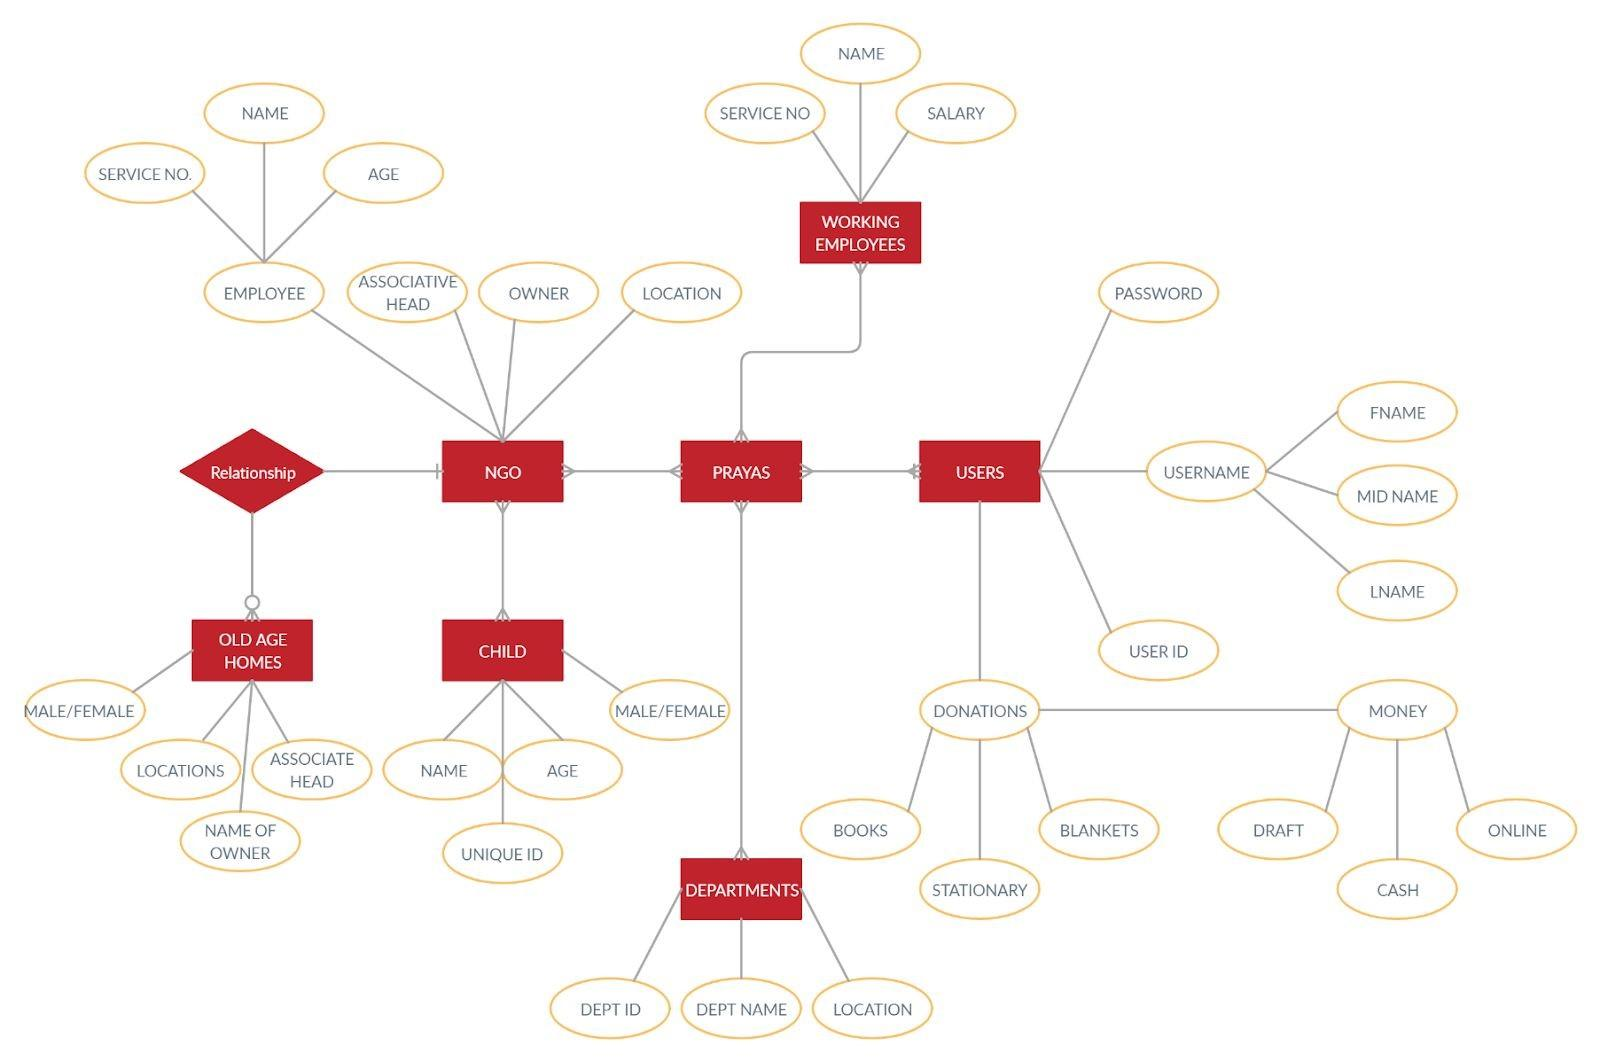 NAME
SERVICE NO
SALARY
NAME
SERVICE NO.
AGE
WORKING
EMPLOYEES
EMPLOYEE
ASSOCIATIVE
HEAD
OWNER
LOCATION
PASSWORD
FNAME
Relationship
NGO
PRAYAS
USERS
USERNAME
MID NAME
LNAME
OLD AGE
HOMES
CHILD
USER ID
MALE/FEMALE
MALE/FEMALE
DONATIONS
MONEY
LOCATIONS
ASSOCIATE
HEAD
NAME
AGE
NAME OF
OWNER
UNIQUE ID
BOOKS
BLANKETS
DRAFT
ONLINE
DEPARTMENTS
STATIONARY
CASH
DEPT ID
DEPT NAME
LOCATION